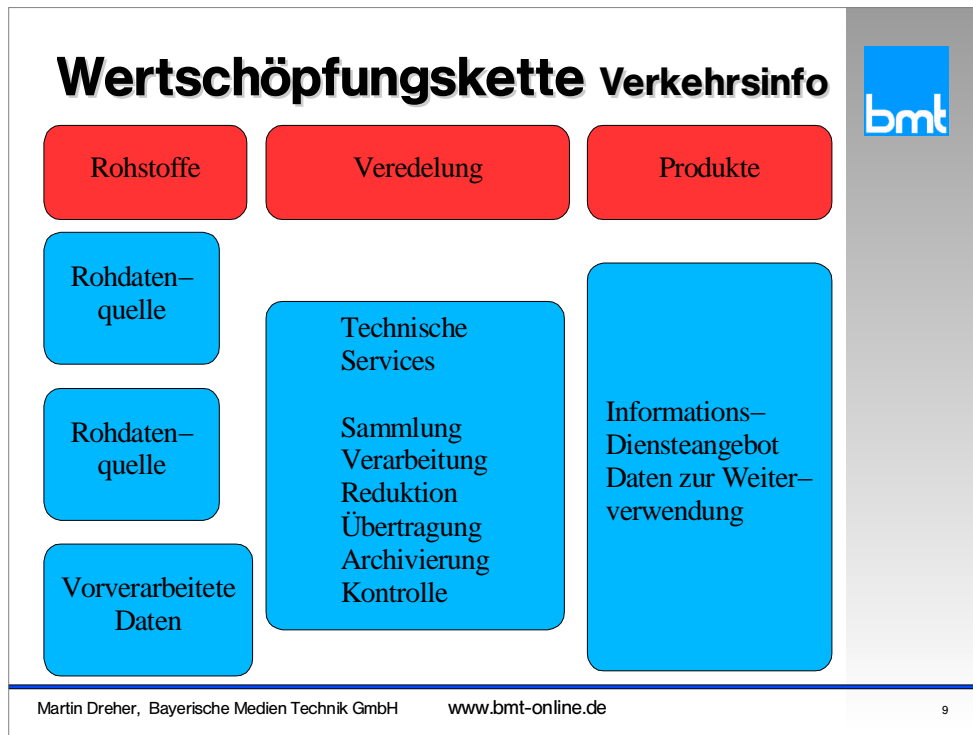 Wertschöpfungskette Verkehrsinfo
bmt
Rohstoffe
Veredelung
Produkte
Rohdaten–
quelle
Rohdaten–
quelle
Vorverarbeitete
Daten
Technische
Services
Sammlung
Verarbeitung
Reduktion
Übertragung
Archivierung
Kontrolle
Informations–
Diensteangebot
Daten zur Weiter–
verwendung
Martin Dreher, Bayerische Medien Technik GmbH www.bmt-online.de 9